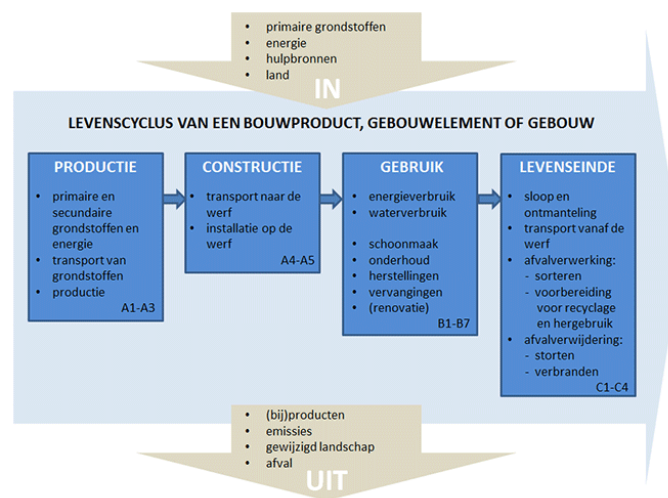 • primaire grondstoffen
• energie
• hulpbronnen
• land
IN
LEVENSCYCLUS VAN EEN BOUWPRODUCT, GEBOUWELEMENT OF GEBOUW
PRODUCTIE
• primaire en
secundaire
grondstoffen en
energie
• transport van
grondstoffen
• productie
A1-A3
CONSTRUCTIE
• transport naar de
werf
• installatie op de
werf
A4-A5
GEBRUIK
• energieverbruik
• waterverbruik
• schoonmaak
• onderhoud
• herstellingen
• vervangingen
• (renovatie)
B1-B7
LEVENSEINDE
• sloop en
ontmanteling
• transport vanaf de
werf
• afvalverwerking:
- sorteren
- voorbereiding
voor recyclage
en hergebruik
• afvalverwijdering:
- storten
- verbranden
C1-C4
• (bij)producten
• emissies
• gewijzigd landschap
• afval
UIT